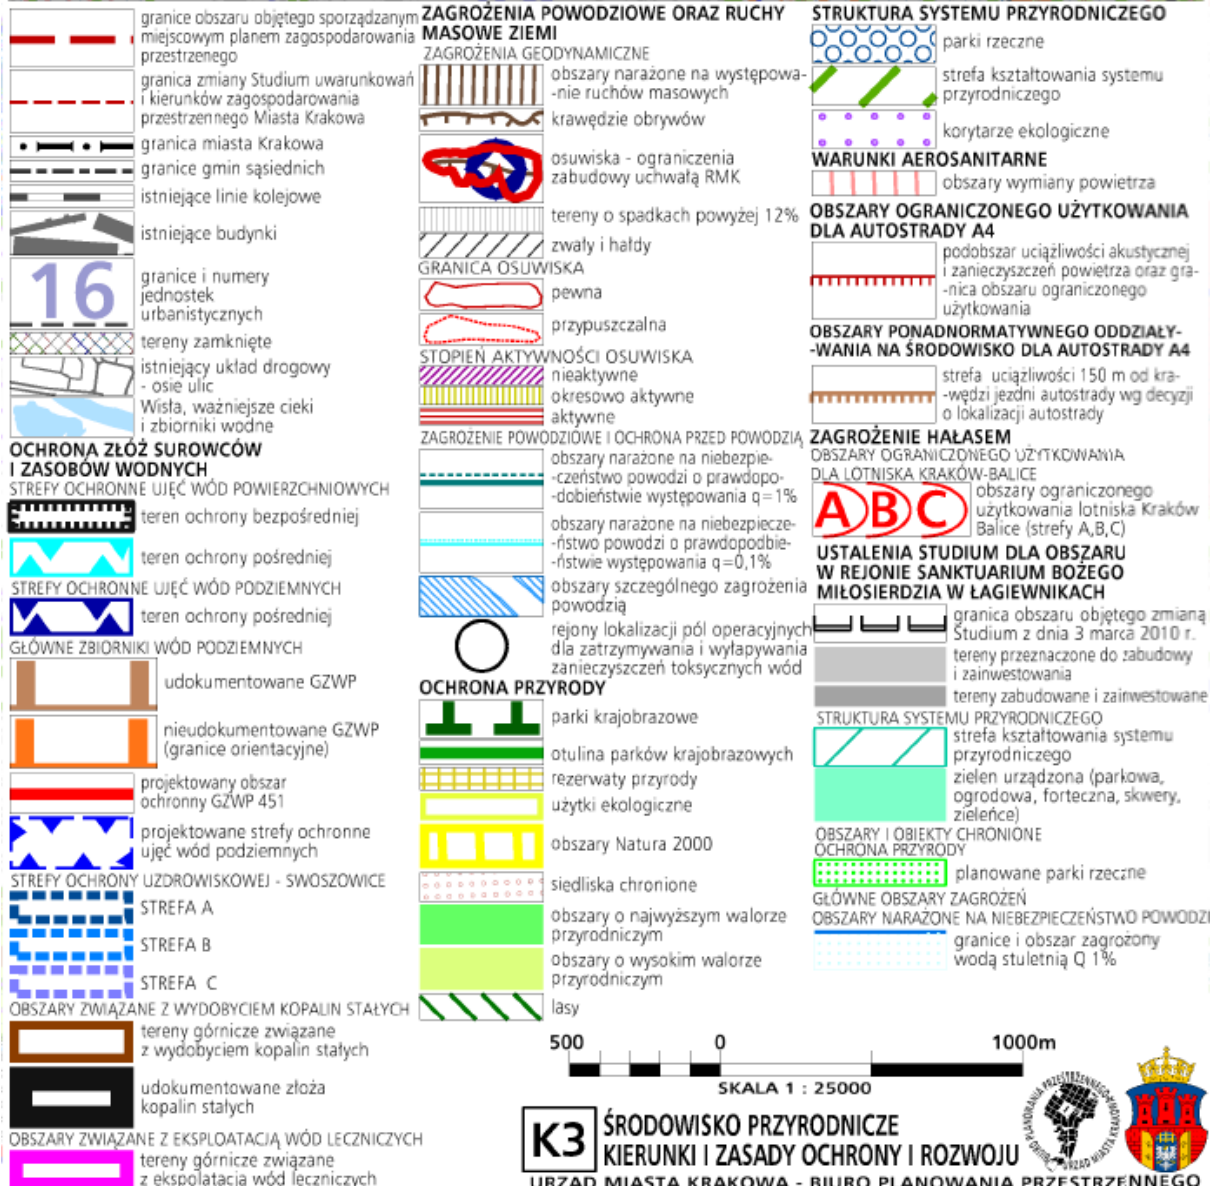 granice obszaru objętego sporządzanym
miejscowym planem zagospodarowania
przestrzenego
granica zmiany Studium uwarunkowań
i kierunków zagospodarowania
przestrzennego Miasta Krakowa
granica miasta Krakowa
granice gmin sąsiednich
istniejące linie kolejowe
istniejące budynki
16
granice i numery
jednostek
urbanistycznych
tereny zamknięte
istniejący układ drogowy
- osie ulic
Wisła, ważniejsze cieki
i zbiorniki wodne
OCHRONA ZŁÓŻ SUROWCÓW
I ZASOBÓW WODNYCH
STREFY OCHRONNE UJĘĆ WÓD POWIERZCHNIOWYCH
teren ochrony bezpośredniej
teren ochrony pośredniej
STREFY OCHRONNE UJĘĆ WÓD PODZIEMNYCH
teren ochrony pośredniej
GŁÓWNE ZBIORNIKI WÓD PODZIEMNYCH
udokumentowane GZWP
nieudokumentowane GZWP
(granice orientacyjne)
projektowany obszar
ochronny GZWP 451
projektowane strefy ochronne
ujęć wód podziemnych
STREFY OCHRONY UZDROWISKOWEJ - SWOSZOWICE
STREFA A
STREFA B
STREFA C
OBSZARY ZWIĄZANE Z WYDOBYCIEM KOPALIN STAŁYCH
tereny górnicze związane
z wydobyciem kopalin stałych
udokumentowane złoża
kopalin stałych
OBSZARY ZWIĄZANE Z EKSPLOATACJĄ WÓD LECZNICZYCH
tereny górnicze związane
z ekspolatacją wód leczniczych
ZAGROŻENIA POWODZIOWE ORAZ RUCHY
MASOWE ZIEMI
ZAGROŻENIA GEODYNAMICZNE
obszary narażone na występowa-
-nie ruchów masowych
krawędzie obrywów
osuwiska - ograniczenia
zabudowy uchwałą RMK
tereny o spadkach powyżej 12%
zwały i hałdy
GRANICA OSUWISKA
pewna
przypuszczalna
STOPIEŃ AKTYWNOŚCI OSUWISKA
nieaktywne
okresowo aktywne
aktywne
ZAGROŻENIE POWODZIOWE I OCHRONA PRZED POWODZIĄ
obszary narażone na niebezpie-
-czeństwo powodzi o prawdopo-
-dobieństwie występowania q=1%
obszary narażone na niebezpiecze-
-ństwo powodzi o prawdopodbie-
-ństwie występowania q=0,1%
obszary szczególnego zagrożenia
powodzią
rejony lokalizacji pól operacyjnych
dla zatrzymywania i wyłapywania
zanieczyszczeń toksycznych wód
OCHRONA PRZYRODY
parki krajobrazowe
otulina parków krajobrazowych
rezerwaty przyrody
użytki ekologiczne
obszary Natura 2000
siedliska chronione
obszary o najwyższym walorze
przyrodniczym
obszary o wysokim walorze
przyrodniczym
lasy
STRUKTURA SYSTEMU PRZYRODNICZEGO
parki rzeczne
strefa kształtowania systemu
przyrodniczego
korytarze ekologiczne
WARUNKI AEROSANITARNE
obszary wymiany powietrza
OBSZARY OGRANICZONEGO UŻYTKOWANIA
DLA AUTOSTRADY A4
podobszar uciążliwości akustycznej
i zanieczyszczeń powietrza oraz gra-
-nica obszaru ograniczonego
użytkowania
OBSZARY PONADNORMATYWNEGO ODDZIAŁY-
-WANIA NA ŚRODOWISKO DLA AUTOSTRADY A4
strefa uciążliwości 150 m od kra-
-wędzi jezdni autostrady wg decyzji
o lokalizacji autostrady
ZAGROŻENIE HAŁASEM
OBSZARY OGRANICZONEGO UŻYTKOWANIA
DLA LOTNISKA KRAKÓW-BALICE
A B C
obszary ograniczonego
użytkowania lotniska Kraków
Balice (strefy A,B,C)
USTALENIA STUDIUM DLA OBSZARU
W REJONIE SANKTUARIUM BOŻEGO
MIŁOSIERDZIA W ŁAGIEWNIKACH
granica obszaru objętego zmianą
Studium z dnia 3 marca 2010 r.
tereny przeznaczone do zabudowy
i zainwestowania
tereny zabudowane i zainwestowane
STRUKTURA SYSTEMU PRZYRODNICZEGO
strefa kształtowania systemu
przyrodniczego
zielen urządzona (parkowa,
ogrodowa, forteczna, skwery,
zieleńce)
OBSZARY I OBIEKTY CHRONIONE
OCHRONA PRZYRODY
planowane parki rzeczne
GŁÓWNE OBSZARY ZAGROŻEŃ
OBSZARY NARAŻONE NA NIEBEZPIECZEŃSTWO POWODZI
granice i obszar zagrożony
wodą stuletnią Q 1%
500 0 1000m
SKALA 1 : 25000
K3
ŚRODOWISKO PRZYRODNICZE
KIERUNKI I ZASADY OCHRONY I ROZWOJU
URZĄD MIASTA KRAKOWA - BIURO PLANOWANIA PRZESTRZENNEGO